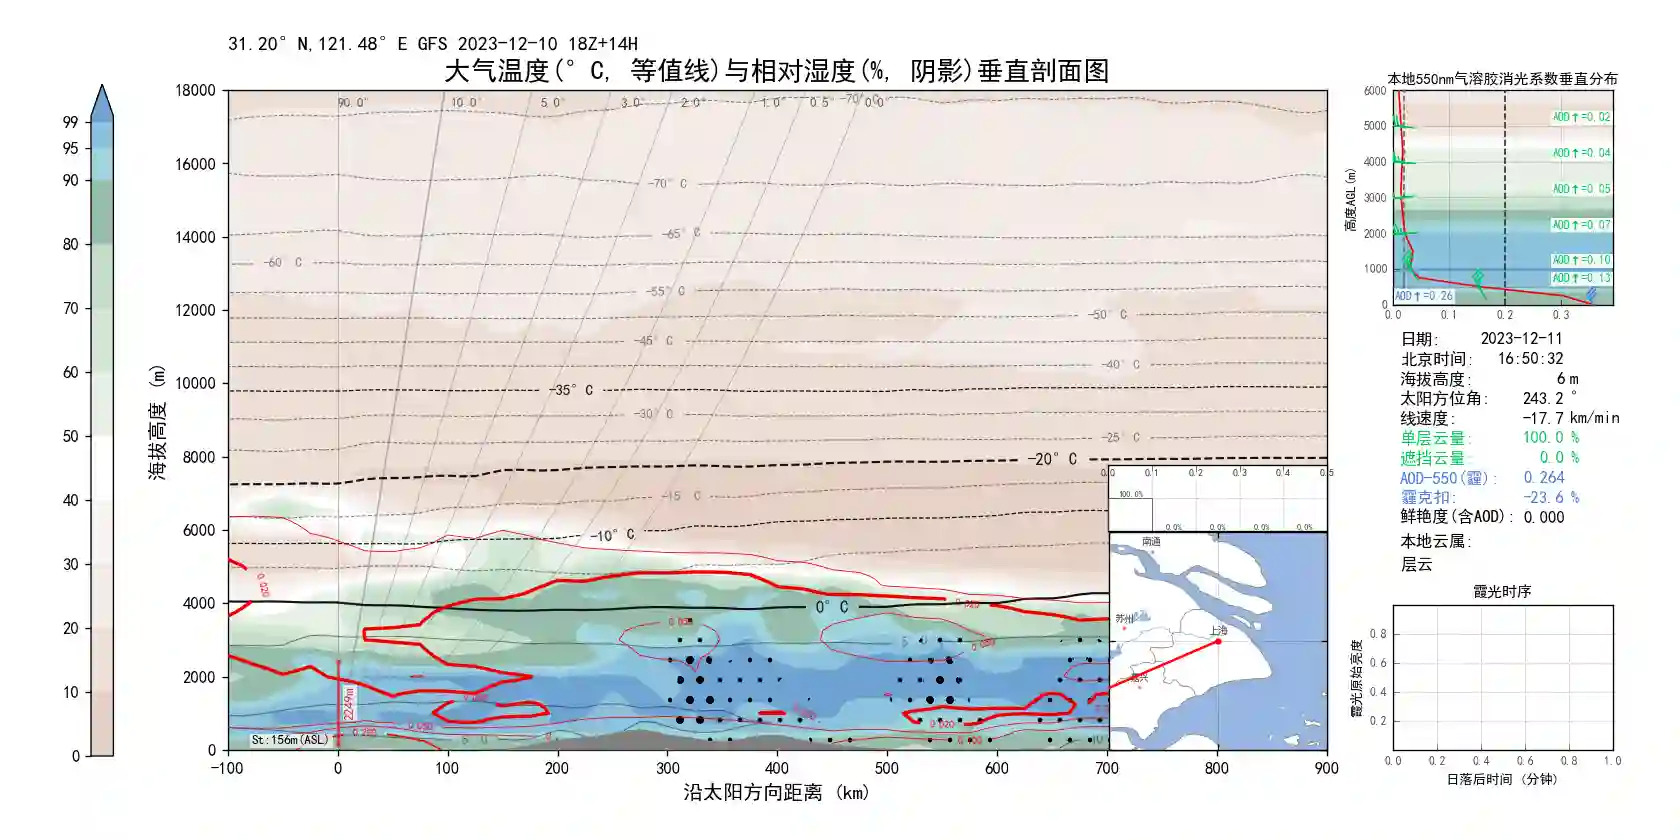 31.20° N,121.48° E GFS 2023-12-10 18Z+14H
大气温度(° C, 等值线)与相对湿度(%, 阴影)垂直剖面图
99
95
90
80
70
60
50
40
30
20
10
0
海拔高度 (m)
18000
16000
14000
12000
10000
8000
6000
4000
2000
0
90.0°
10.0°
5.0°
3.0°
2.0°
1.0°
0.5°
-70° C
0.0°
-70° C
-65° C
-60 ° C
-55° C
-50° C
-45° C
-40° C
-35° C
-30° C
-25° C
-20° C
-15° C
-10° C
0° C
0.020
0.020
0.050
0.020
2249m
St:156m(ASL)
-100
0
100
200
300
400
500
600
700
800
900
沿太阳方向距离 (km)
0.0
0.1
0.2
0.3
0.4
0.5
100.0%
0.0%
0.0%
0.0%
0.0%
南通
苏州
上海
嘉兴
本地550nm气溶胶消光系数垂直分布
高度AGL(m)
6000
5000
4000
3000
2000
1000
0
AOD↑=0.02
AOD↑=0.04
AOD↑=0.05
AOD↑=0.07
AOD↑=0.10
AOD↑=0.13
AOD↑=0.26
0.0
0.1
0.2
0.3
日期: 2023-12-11
北京时间: 16:50:32
海拔高度: 6 m
太阳方位角: 243.2 °
线速度: -17.7 km/min
单层云量: 100.0 %
遮挡云量: 0.0 %
AOD-550(霾): 0.264
霾克扣: -23.6 %
鲜艳度(含AOD): 0.000
本地云属:
层云
霞光时序
霞光原始亮度
0.8
0.6
0.4
0.2
0.0
0.2
0.4
0.6
0.8
1.0
日落后时间 (分钟)